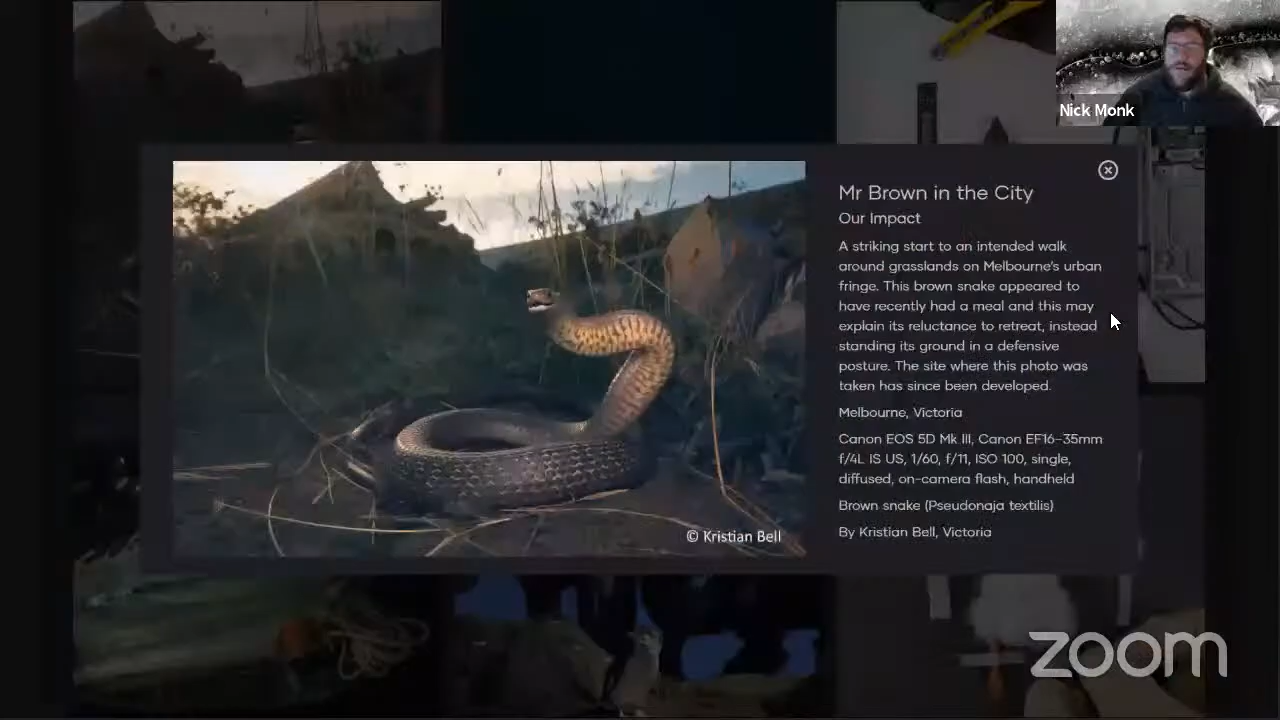 Nick Monk
Mr Brown in the City
Our Impact
A striking start to an intended walk
around grasslands on Melbourne's urban
fringe. This brown snake appeared to
have recently had a meal and this may
explain its reluctance to retreat, instead
standing its ground in a defensive
posture. The site where this photo was
taken has since been developed.
Melbourne, Victoria
Canon EOS 5D Mk III, Canon EF16-35mm
f/4L IS US, 1/60, f/11, ISO 100, single,
diffused, on-camera flash, handheld
Brown snake (Pseudonaja textilis)
By Kristian Bell, Victoria
© Kristian Bell
zoom